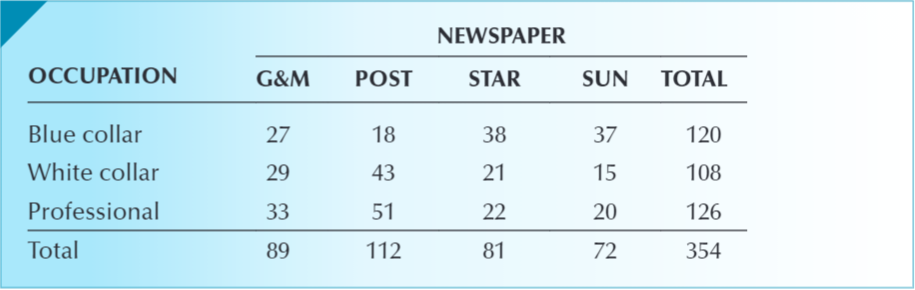 NEWSPAPER
OCCUPATION G&M POST STAR SUN TOTAL
Blue collar 27 18 38 37 120
White collar 29 43 21 15 108
Professional 33 51 22 20 126
Total 89 112 81 72 354